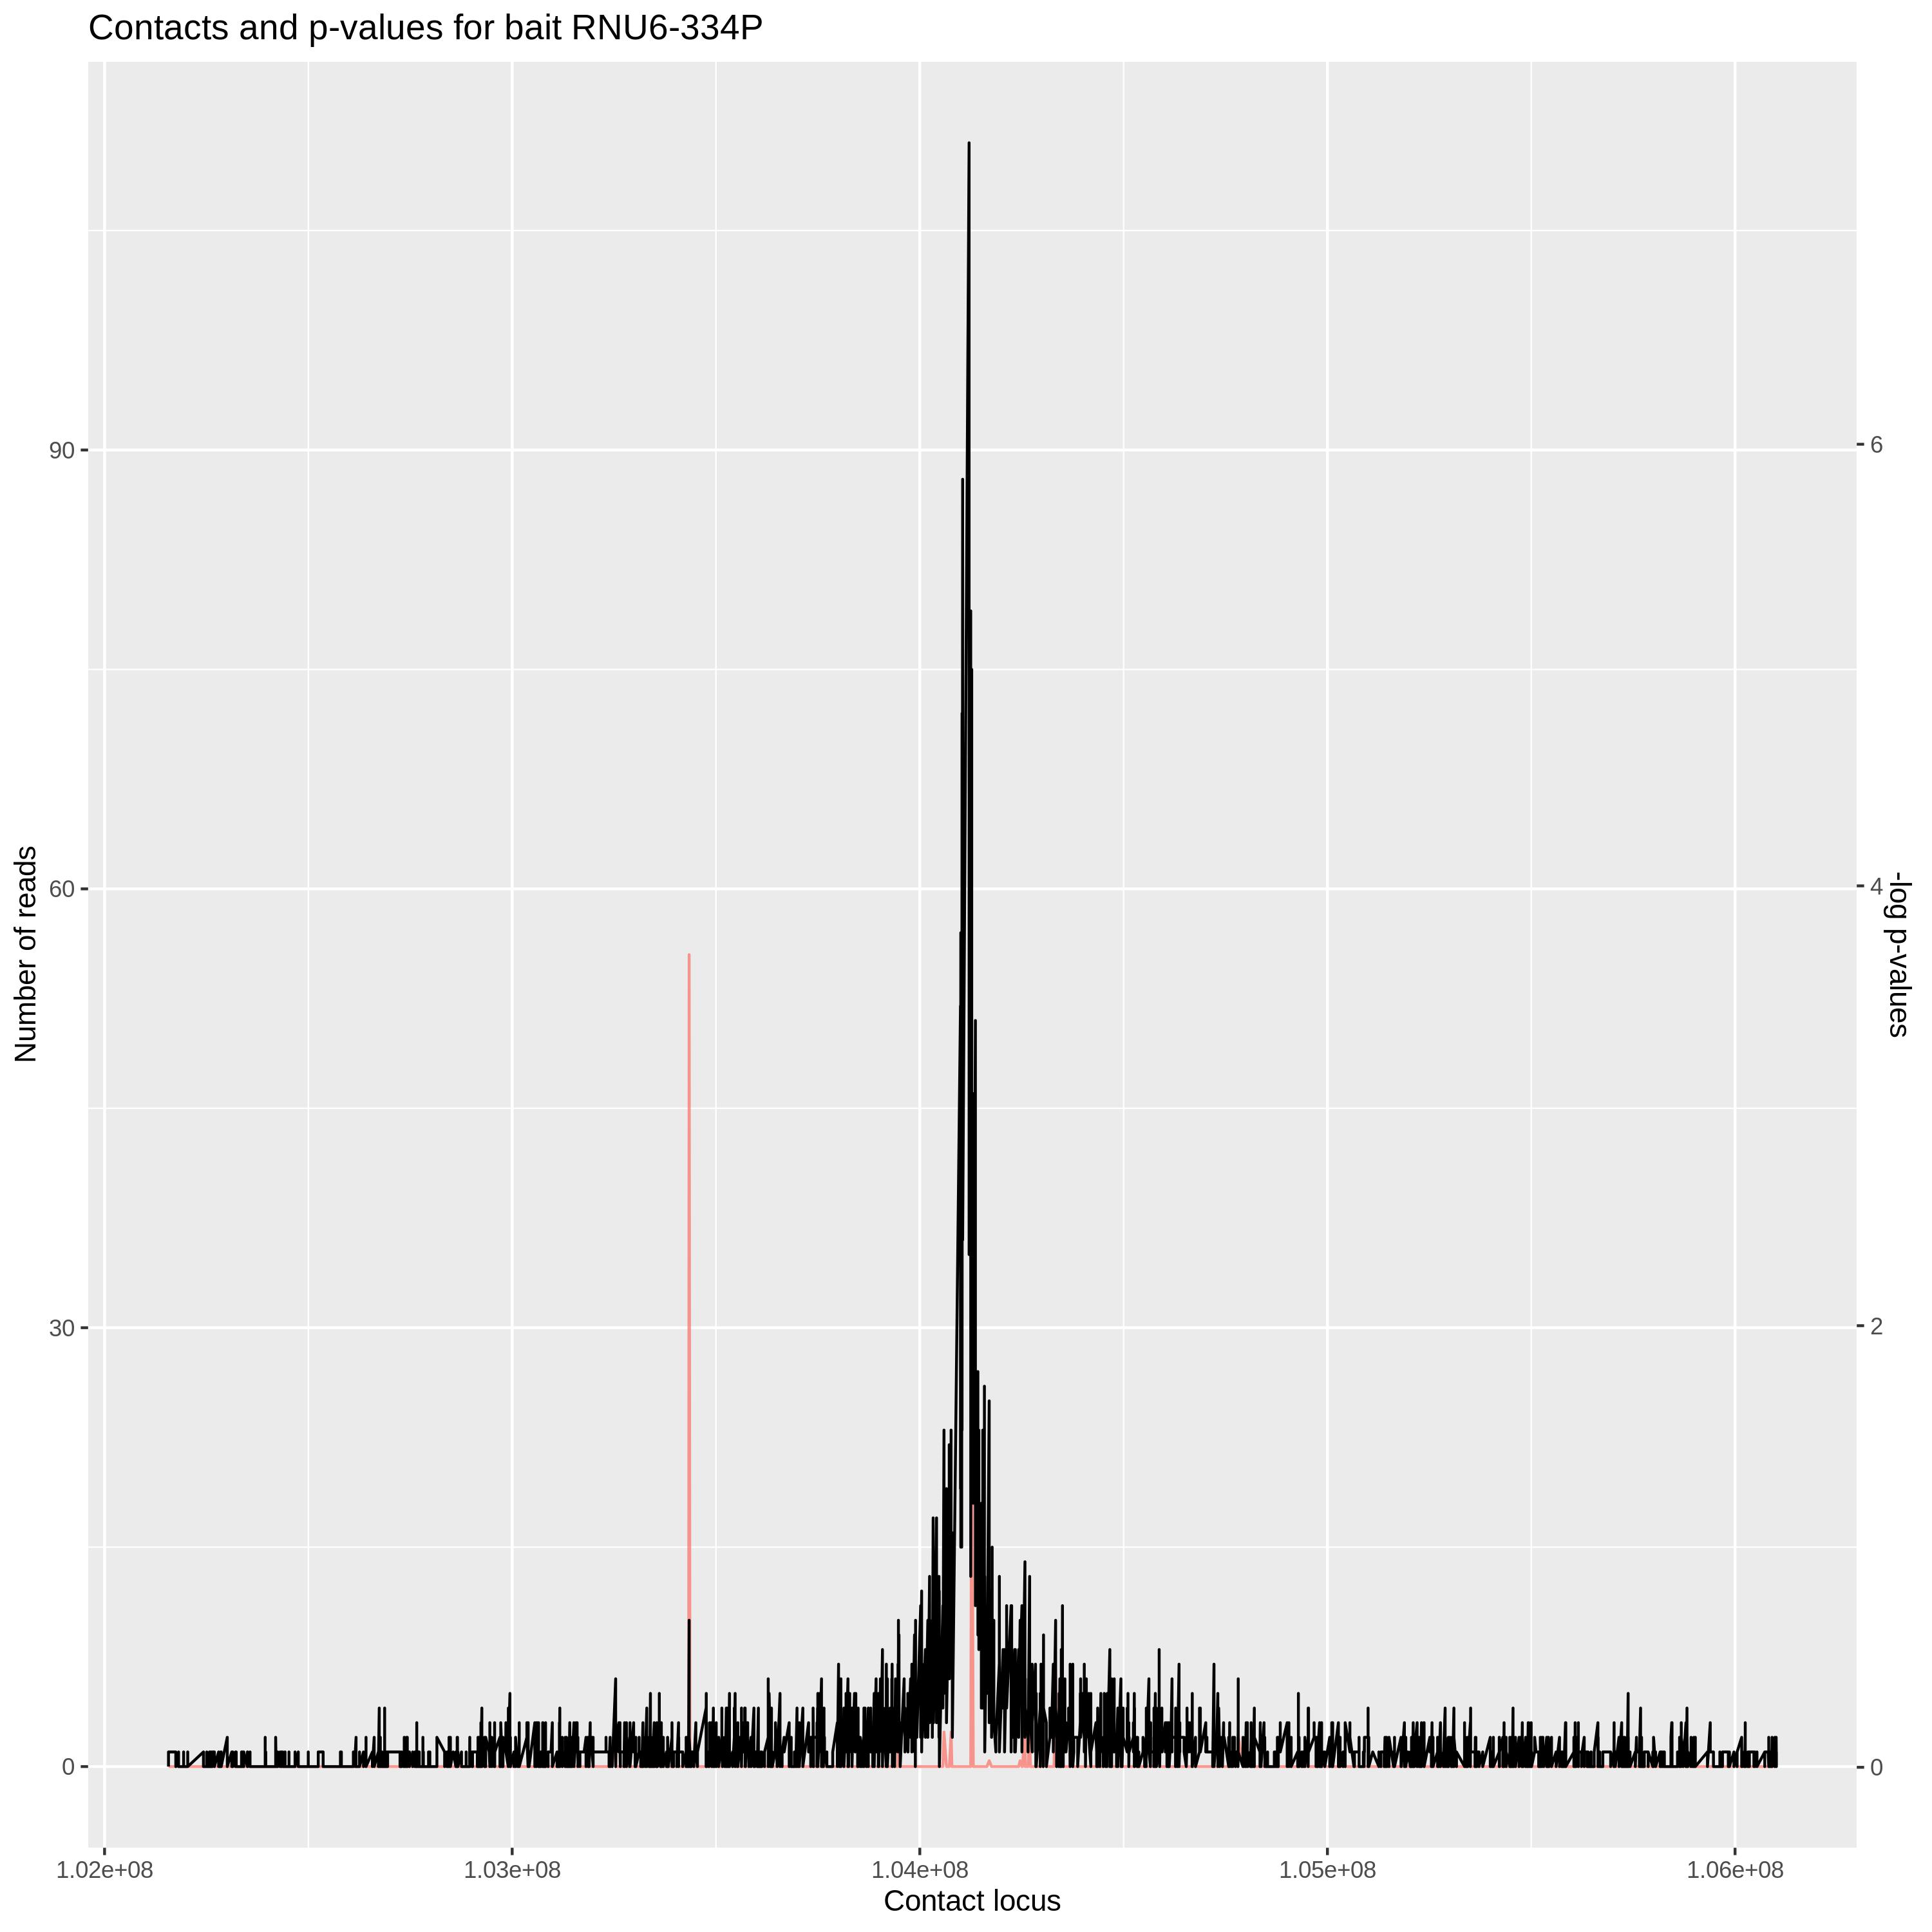 Contacts and p-values for bait RNU6-334P
Number of reads
90
60
30
0
6
4
2
0
-log p-values
1.02e+08
1.03e+08
1.04e+08
1.05e+08
1.06e+08
Contact locus